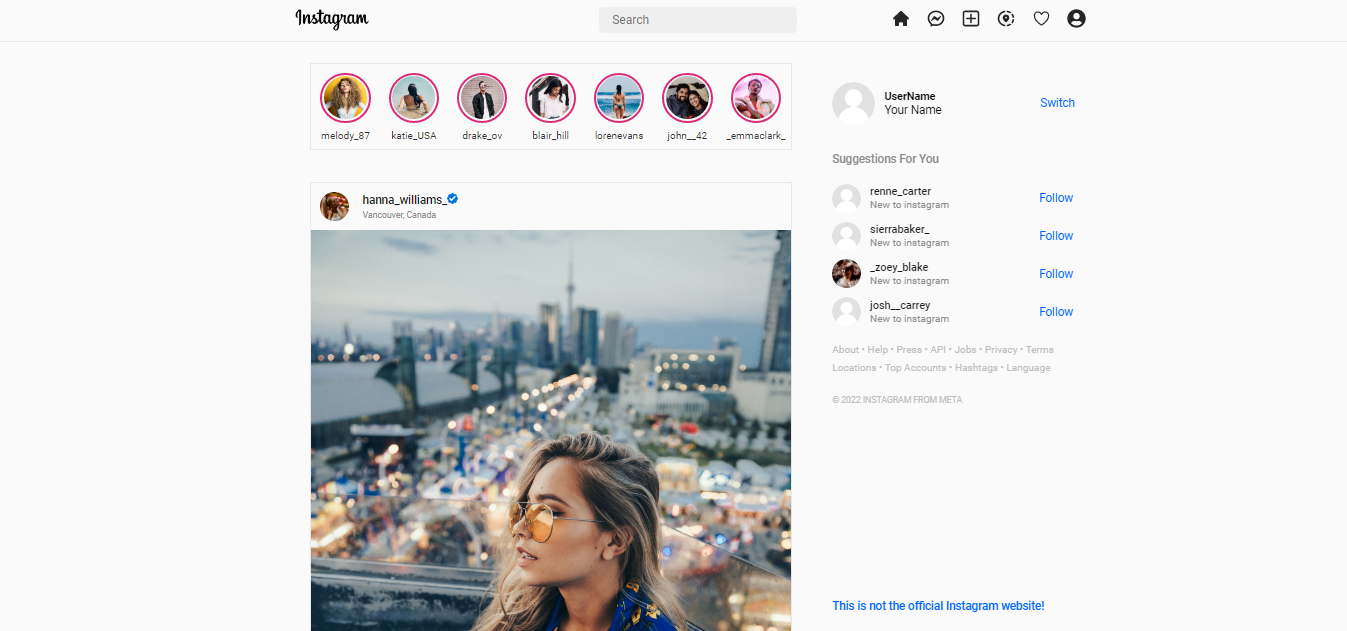 Instagram
Search
melody_87
katie_USA
drake_ov
blair_hill
lorenevans
john__42
_emmaclark_
hanna_williams_
Vancouver, Canada
UserName
Your Name
Switch
Suggestions For You
renne_carter
New to instagram
Follow
sierrabaker_
New to instagram
Follow
_zoey_blake
New to instagram
Follow
josh__carrey
New to instagram
Follow
About • Help • Press • API • Jobs • Privacy • Terms
Locations • Top Accounts • Hashtags • Language
© 2022 INSTAGRAM FROM META
This is not the official Instagram website!